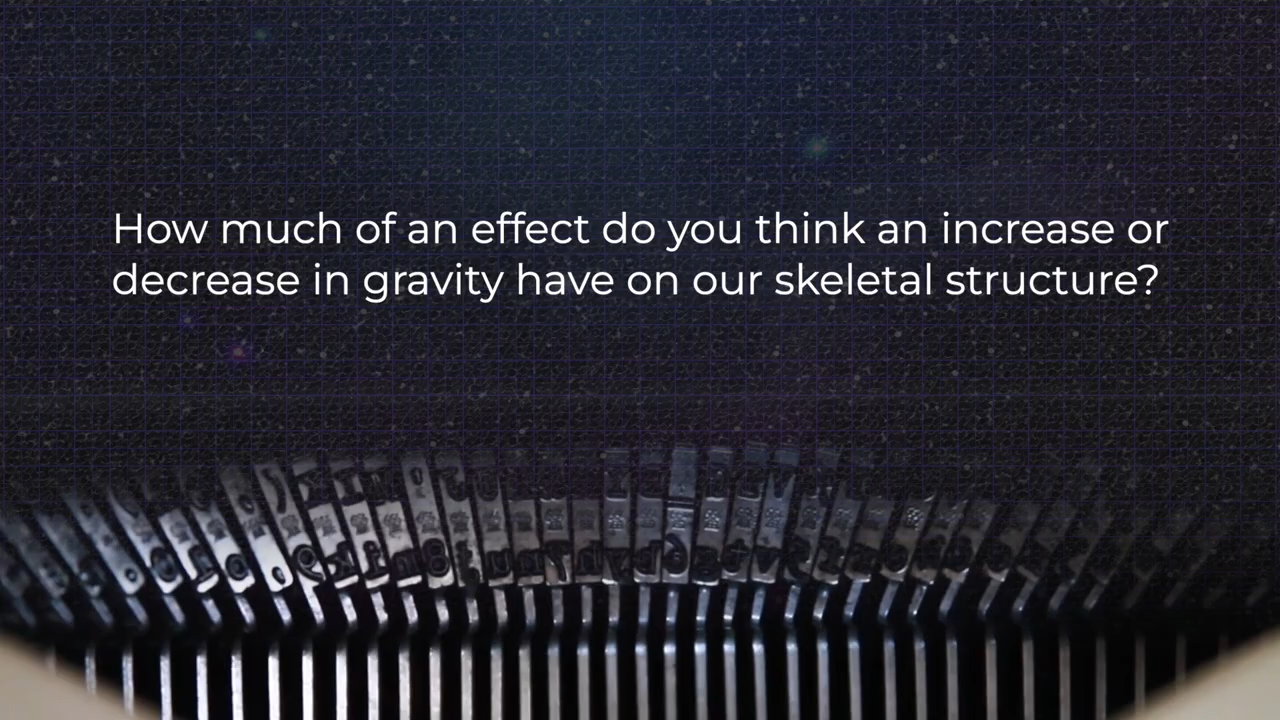 How much of an effect do you think an increase or
decrease in gravity have on our skeletal structure?